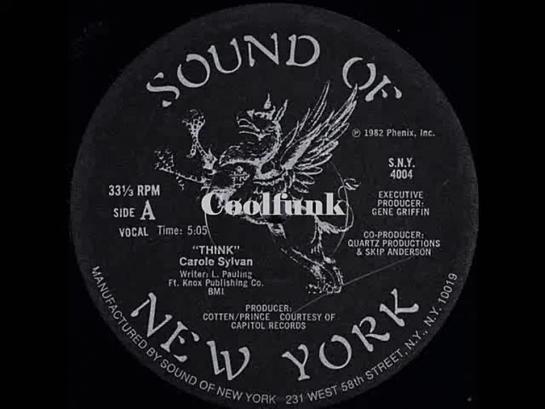 SOUND OF
℗ 1982 Phenix, Inc.
S.N.Y.
4004
33⅓ RPM
SIDE A
VOCAL Time: 5:05
"THINK"
Carole Sylvan
Writer: L. Pauling
Ft. Knox Publishing Co.
BMI
Coolfunk
EXECUTIVE
PRODUCER:
GENE GRIFFIN
CO-PRODUCER:
QUARTZ PRODUCTIONS
& SKIP ANDERSON
PRODUCER:
COTTEN/PRINCE COURTESY OF
CAPITOL RECORDS
NEW YORK
MANUFACTURED BY SOUND OF NEW YORK 231 WEST 58th STREET, N.Y., N.Y. 10019